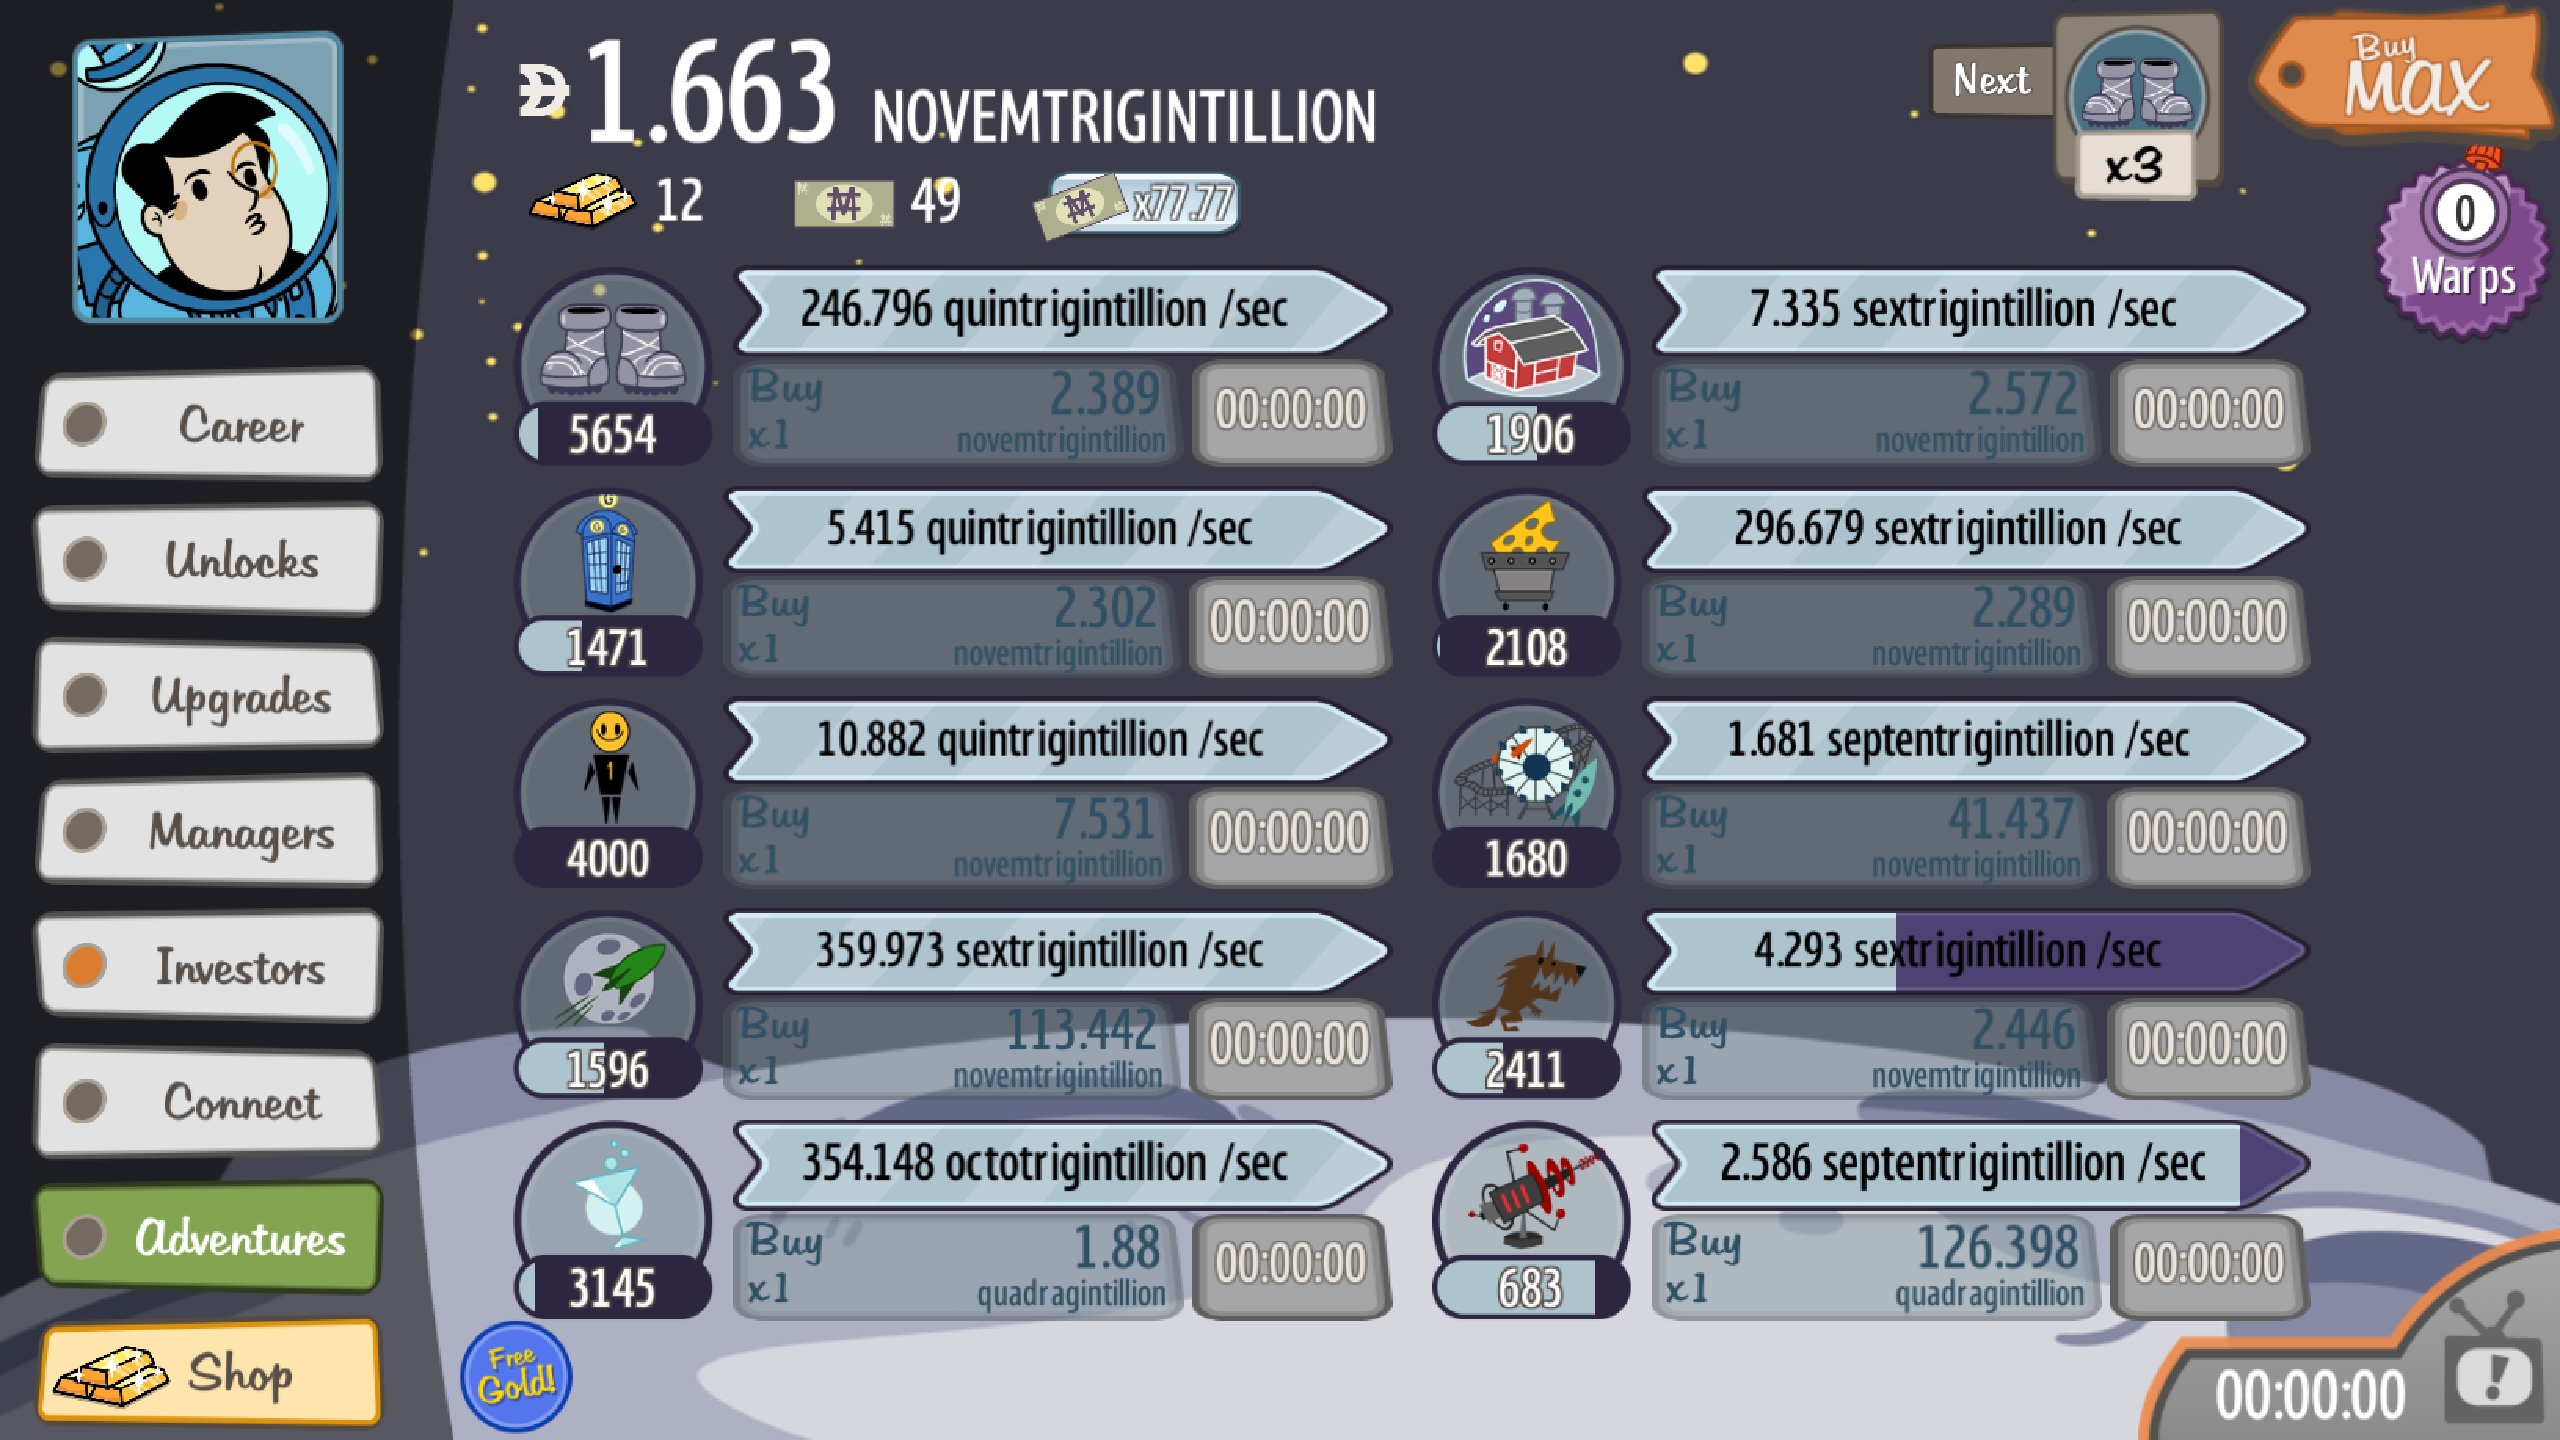 1.663 NOVEMTRIGINTILLION
12 49 x77.77
Next
x3
Buy
MAX
0
Warps
Career
Unlocks
Upgrades
Managers
Investors
Connect
Adventures
Shop
246.796 quintrigintillion /sec
5654
Buy 2.389
x1 novemtrigintillion
00:00:00
7.335 sextrigintillion /sec
1906
Buy 2.572
x1 novemtrigintillion
00:00:00
G
5.415 quintrigintillion /sec
1471
Buy 2.302
x1 novemtrigintillion
00:00:00
296.679 sextrigintillion /sec
2108
Buy 2.289
x1 novemtrigintillion
00:00:00
1
10.882 quintrigintillion /sec
4000
Buy 7.531
x1 novemtrigintillion
00:00:00
1.681 septentrigintillion /sec
1680
Buy 41.437
x1 novemtrigintillion
00:00:00
359.973 sextrigintillion /sec
1596
Buy 113.442
x1 novemtrigintillion
00:00:00
4.293 sextrigintillion /sec
2411
Buy 2.446
x1 novemtrigintillion
00:00:00
354.148 octotrigintillion /sec
3145
Buy 1.88
x1 quadragintillion
00:00:00
2.586 septentrigintillion /sec
683
Buy 126.398
x1 quadragintillion
00:00:00
Free
Gold!
00:00:00
!